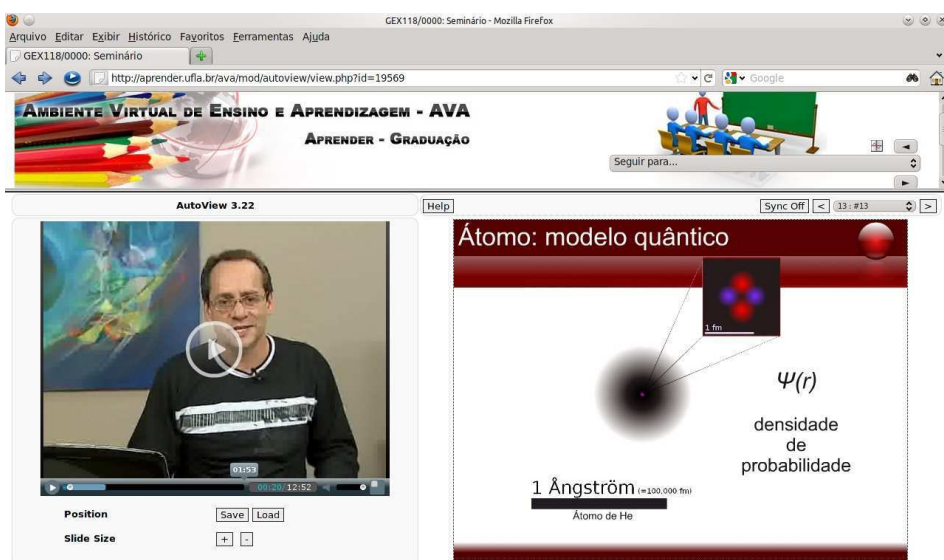 GEX118/0000: Seminário - Mozilla Firefox
Arquivo Editar Exibir Histórico Favoritos Ferramentas Ajuda
GEX118/0000: Seminário
http://aprender.ufla.br/ava/mod/autoview/view.php?id=19569
Google
AMBIENTE VIRTUAL DE ENSINO E APRENDIZAGEM - AVA
APRENDER - GRADUAÇÃO
Seguir para...
AutoView 3.22
Help
Sync Off < 13 : #13 >
Átomo: modelo quântico
1 fm
Ψ(r)
densidade
de
probabilidade
1 Ångström (=100,000 fm)
Átomo de He
01:53
00:20/12:52
Position Save Load
Slide Size + -